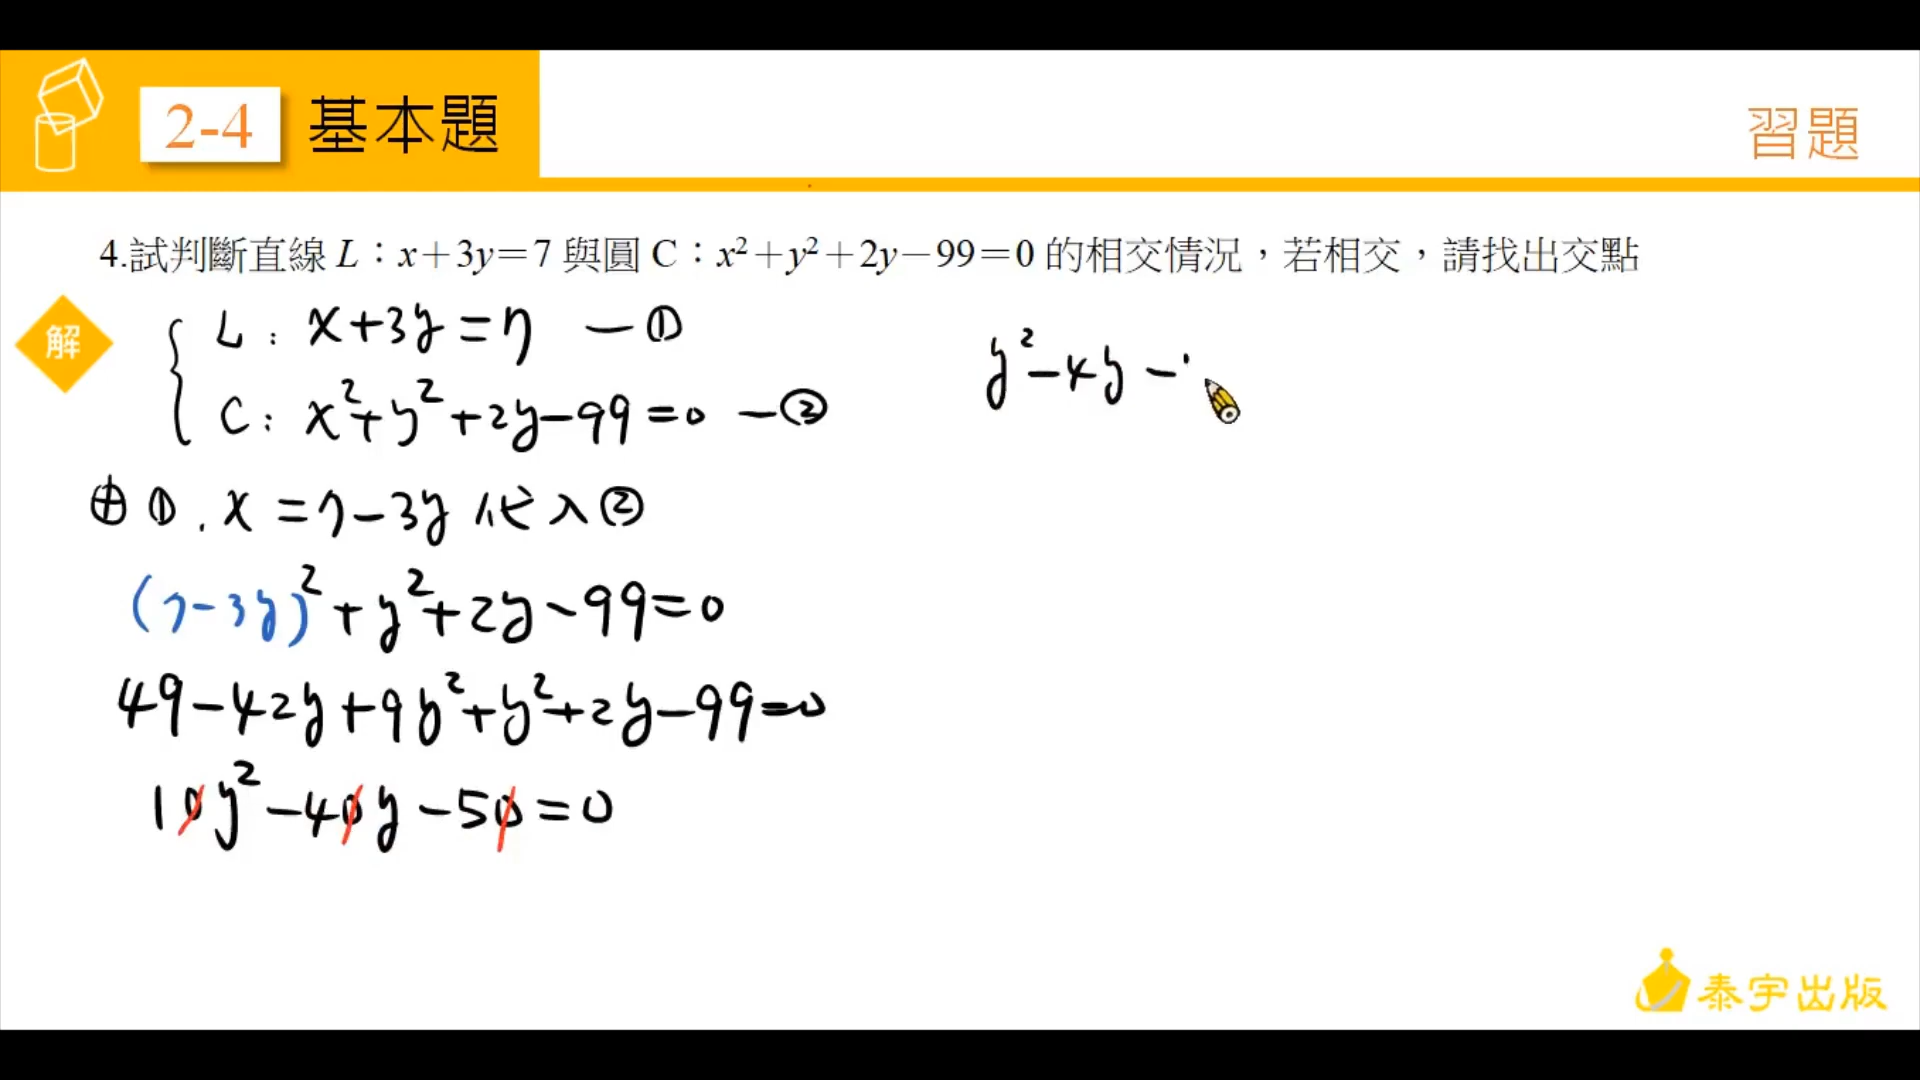 2-4 基本題
習題
4.試判斷直線 L：x＋3y＝7 與圓 C：x²＋y²＋2y－99＝0 的相交情況，若相交，請找出交點
解
L : x+3y=7 —①
C : x²+y²+2y-99=0 —②
由①. x=7-3y 代入②
(7-3y)²+y²+2y-99=0
49-42y+9y²+y²+2y-99=0
10y²-40y-50=0
y²-4y-
泰宇出版